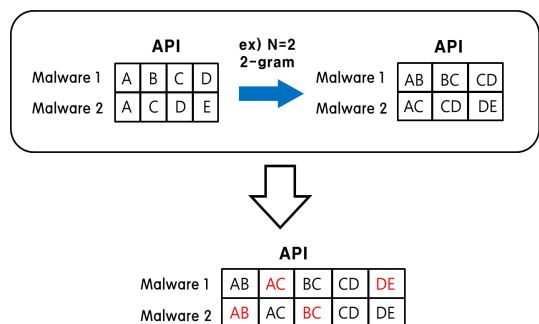 API ex) N=2 API
2-gram
Malware 1 A B C D Malware 1 AB BC CD
Malware 2 A C D E Malware 2 AC CD DE
API
Malware 1 AB AC BC CD DE
Malware 2 AB AC BC CD DE